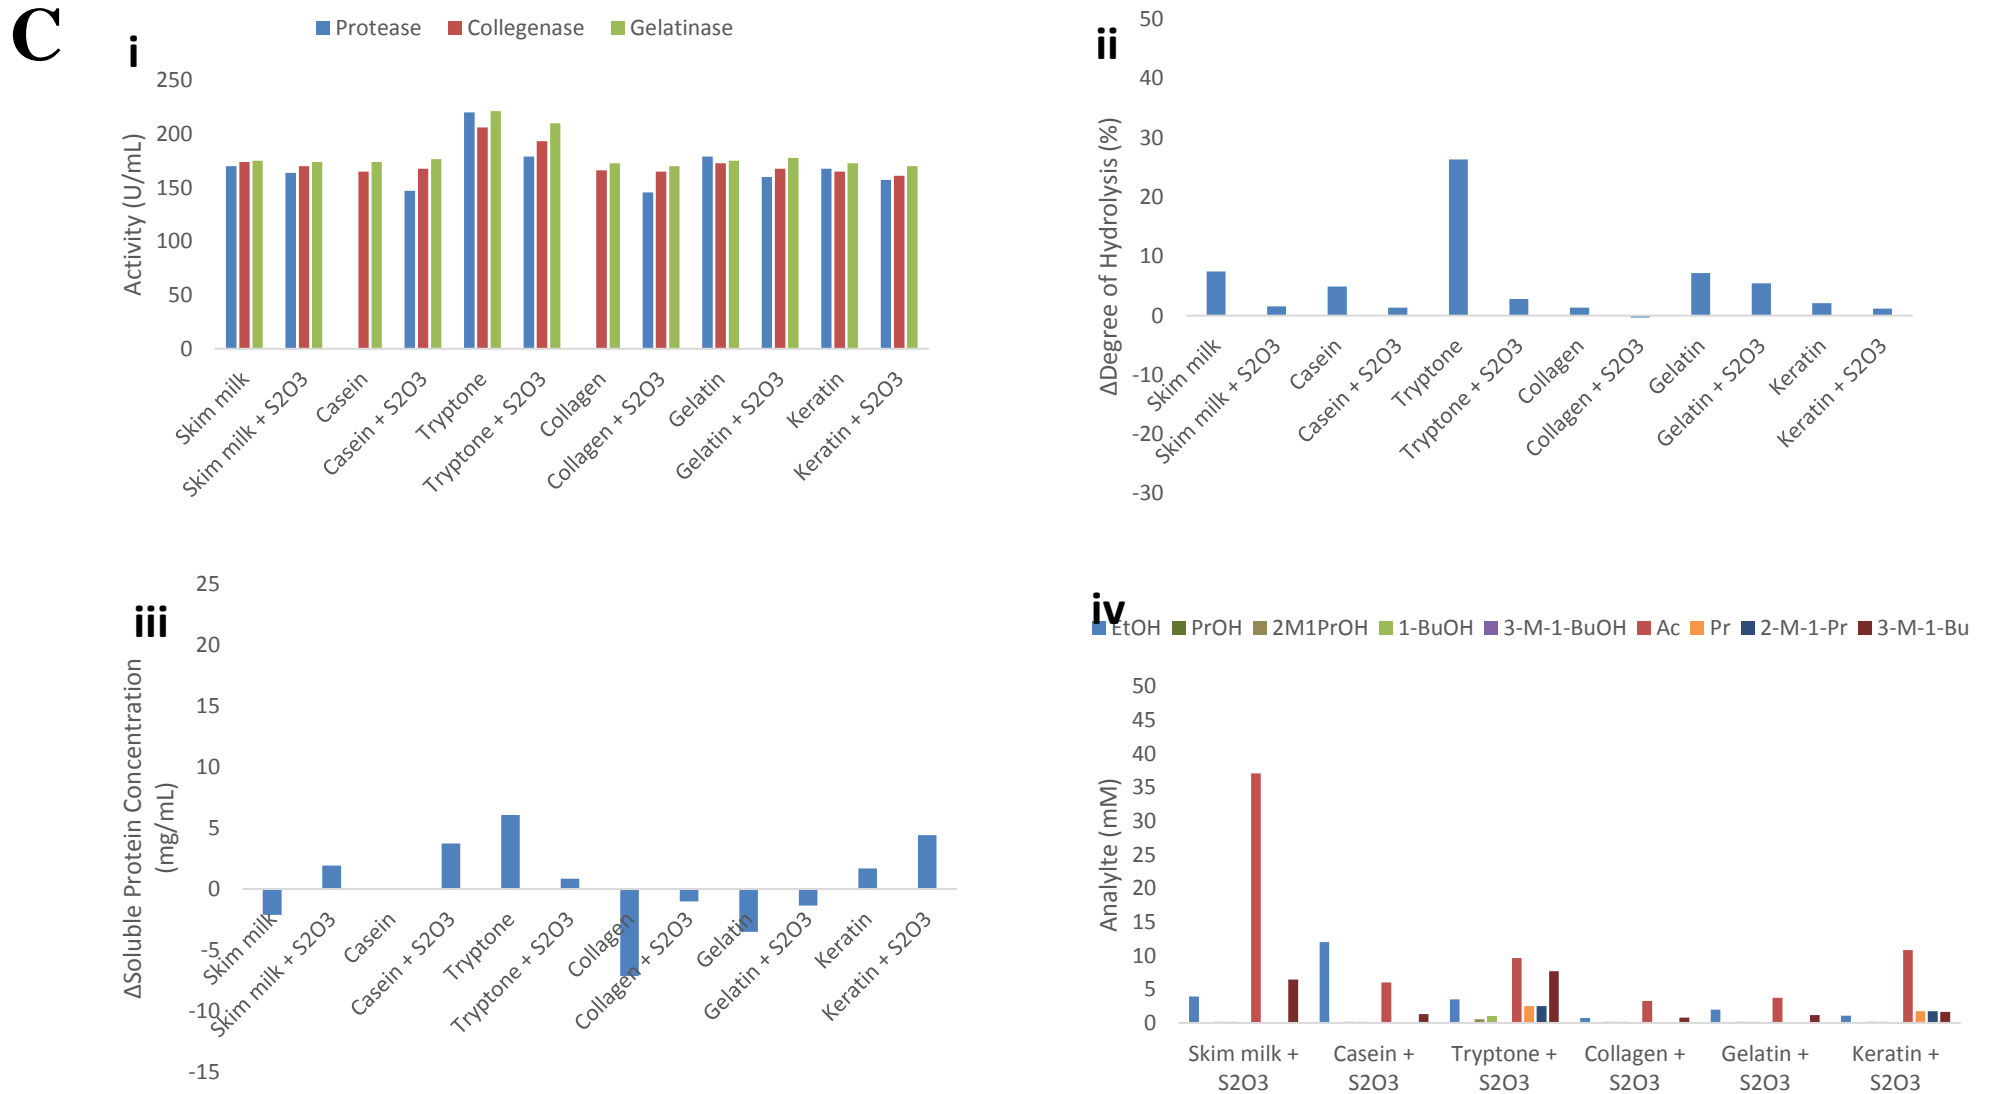 C
i
Protease Collegenase Gelatinase
Activity (U/mL)
250
200
150
100
50
0
Skim milk
Skim milk + S2O3
Casein
Casein + S2O3
Tryptone
Tryptone + S2O3
Collagen
Collagen + S2O3
Gelatin
Gelatin + S2O3
Keratin
Keratin + S2O3
ii
ΔDegree of Hydrolysis (%)
50
40
30
20
10
0
-10
-20
-30
Skim milk
Skim milk + S2O3
Casein
Casein + S2O3
Tryptone
Tryptone + S2O3
Collagen
Collagen + S2O3
Gelatin
Gelatin + S2O3
Keratin
Keratin + S2O3
iii
ΔSoluble Protein Concentration
(mg/mL)
25
20
15
10
5
0
-5
-10
-15
Skim milk
Skim milk + S2O3
Casein
Casein + S2O3
Tryptone
Tryptone + S2O3
Collagen
Collagen + S2O3
Gelatin
Gelatin + S2O3
Keratin
Keratin + S2O3
iv
EtOH PrOH 2M1PrOH 1-BuOH 3-M-1-BuOH Ac Pr 2-M-1-Pr 3-M-1-Bu
Analylte (mM)
50
45
40
35
30
25
20
15
10
5
0
Skim milk +
S2O3
Casein +
S2O3
Tryptone +
S2O3
Collagen +
S2O3
Gelatin +
S2O3
Keratin +
S2O3